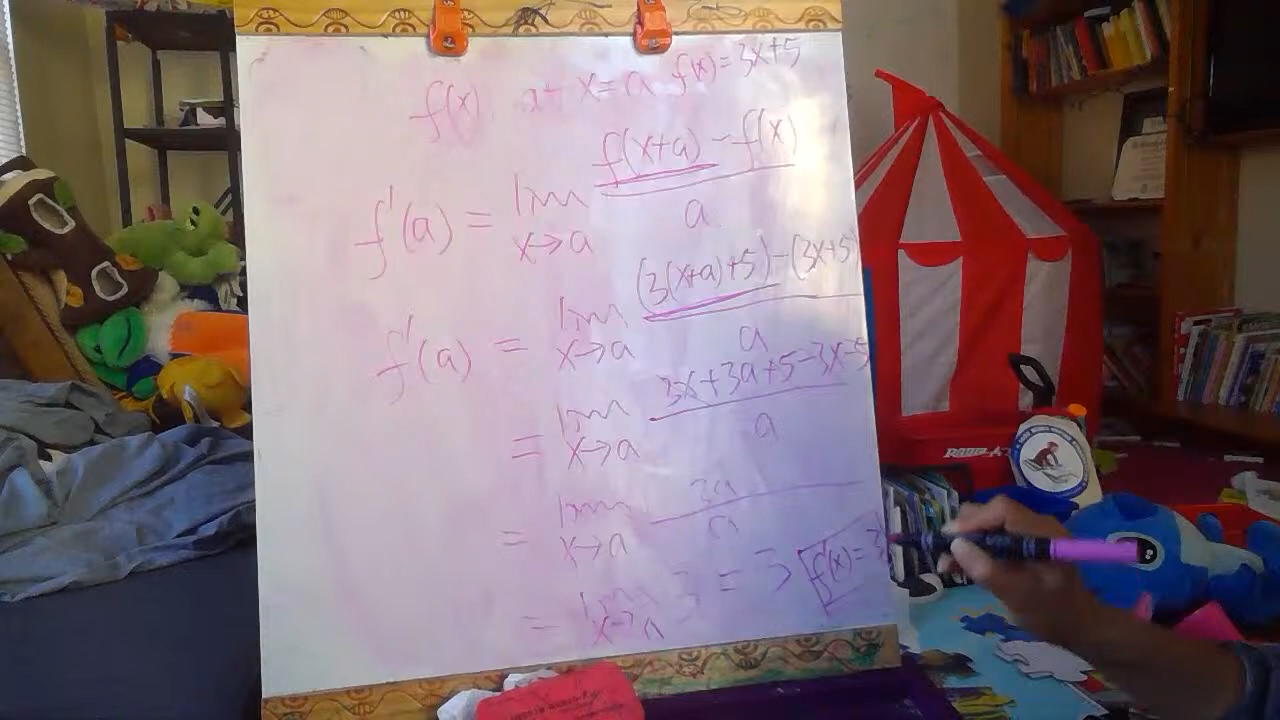 f(x) at x=a f(x)=3x+5
f'(a) = lim x→a f(x+a)-f(x) / a
f'(a) = lim x→a (3(x+a)+5)-(3x+5) / a
= lim x→a 3x+3a+5-3x-5 / a
= lim x→a 3a / a
= lim x→a 3 = 3 f'(x)=3